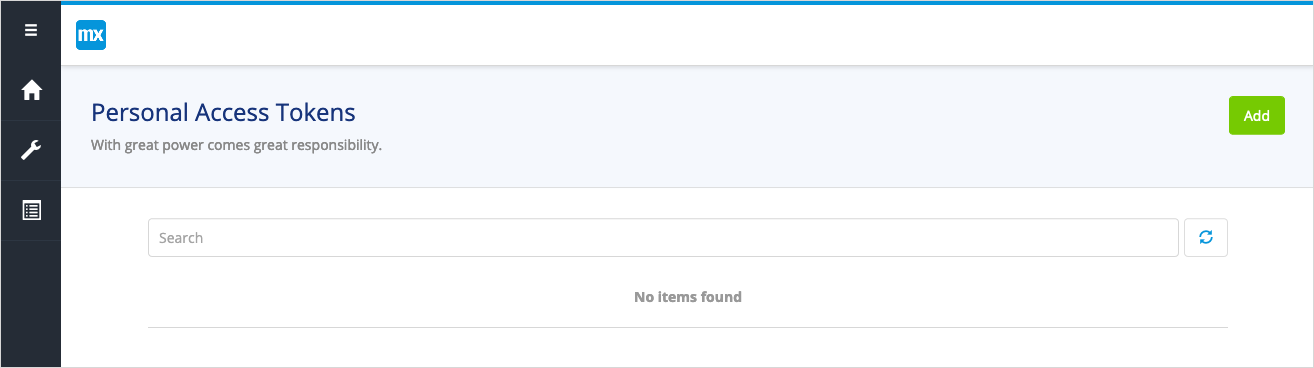 mx
Personal Access Tokens
Add
With great power comes great responsibility.
Search
No items found